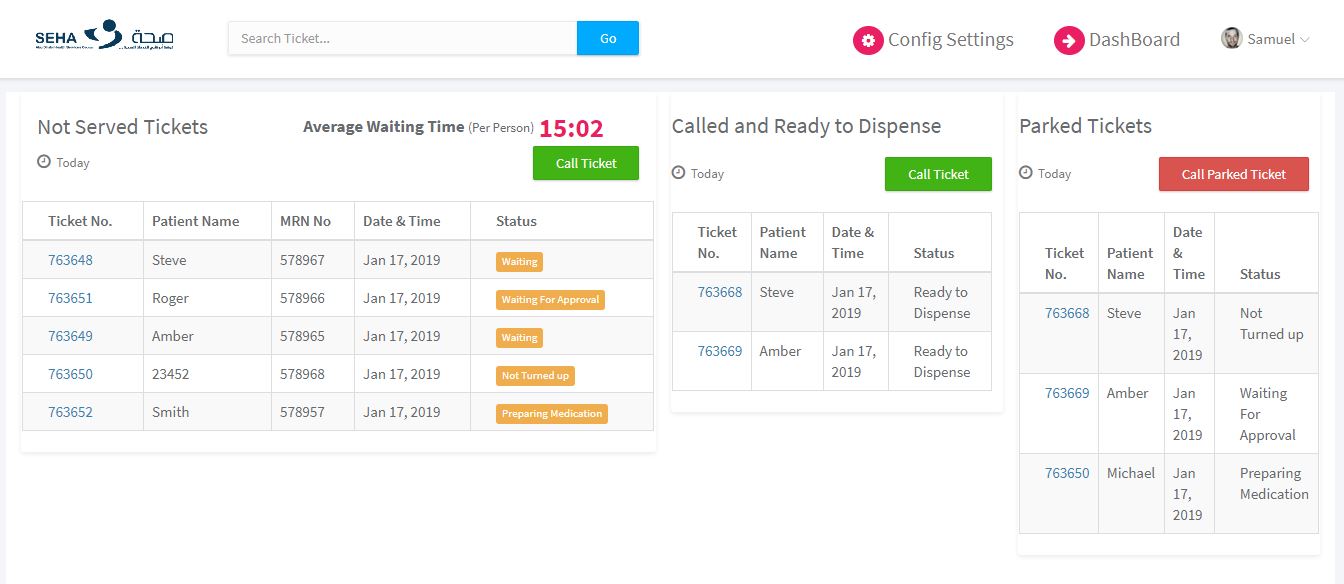 SEHA صحة
Search Ticket...
Go
Config Settings
DashBoard
Samuel
Not Served Tickets
Average Waiting Time (Per Person) 15:02
Today
Call Ticket
Ticket No. Patient Name MRN No Date & Time Status
763648 Steve 578967 Jan 17, 2019 Waiting
763651 Roger 578966 Jan 17, 2019 Waiting For Approval
763649 Amber 578965 Jan 17, 2019 Waiting
763650 23452 578968 Jan 17, 2019 Not Turned up
763652 Smith 578957 Jan 17, 2019 Preparing Medication
Called and Ready to Dispense
Today
Call Ticket
Ticket Patient Date &
No. Name Time Status
763668 Steve Jan 17, Ready to
2019 Dispense
763669 Amber Jan 17, Ready to
2019 Dispense
Parked Tickets
Today
Call Parked Ticket
Date
Ticket Patient &
No. Name Time Status
763668 Steve Jan Not
17, Turned up
2019
763669 Amber Jan Waiting
17, For
2019 Approval
763650 Michael Jan Preparing
17, Medication
2019